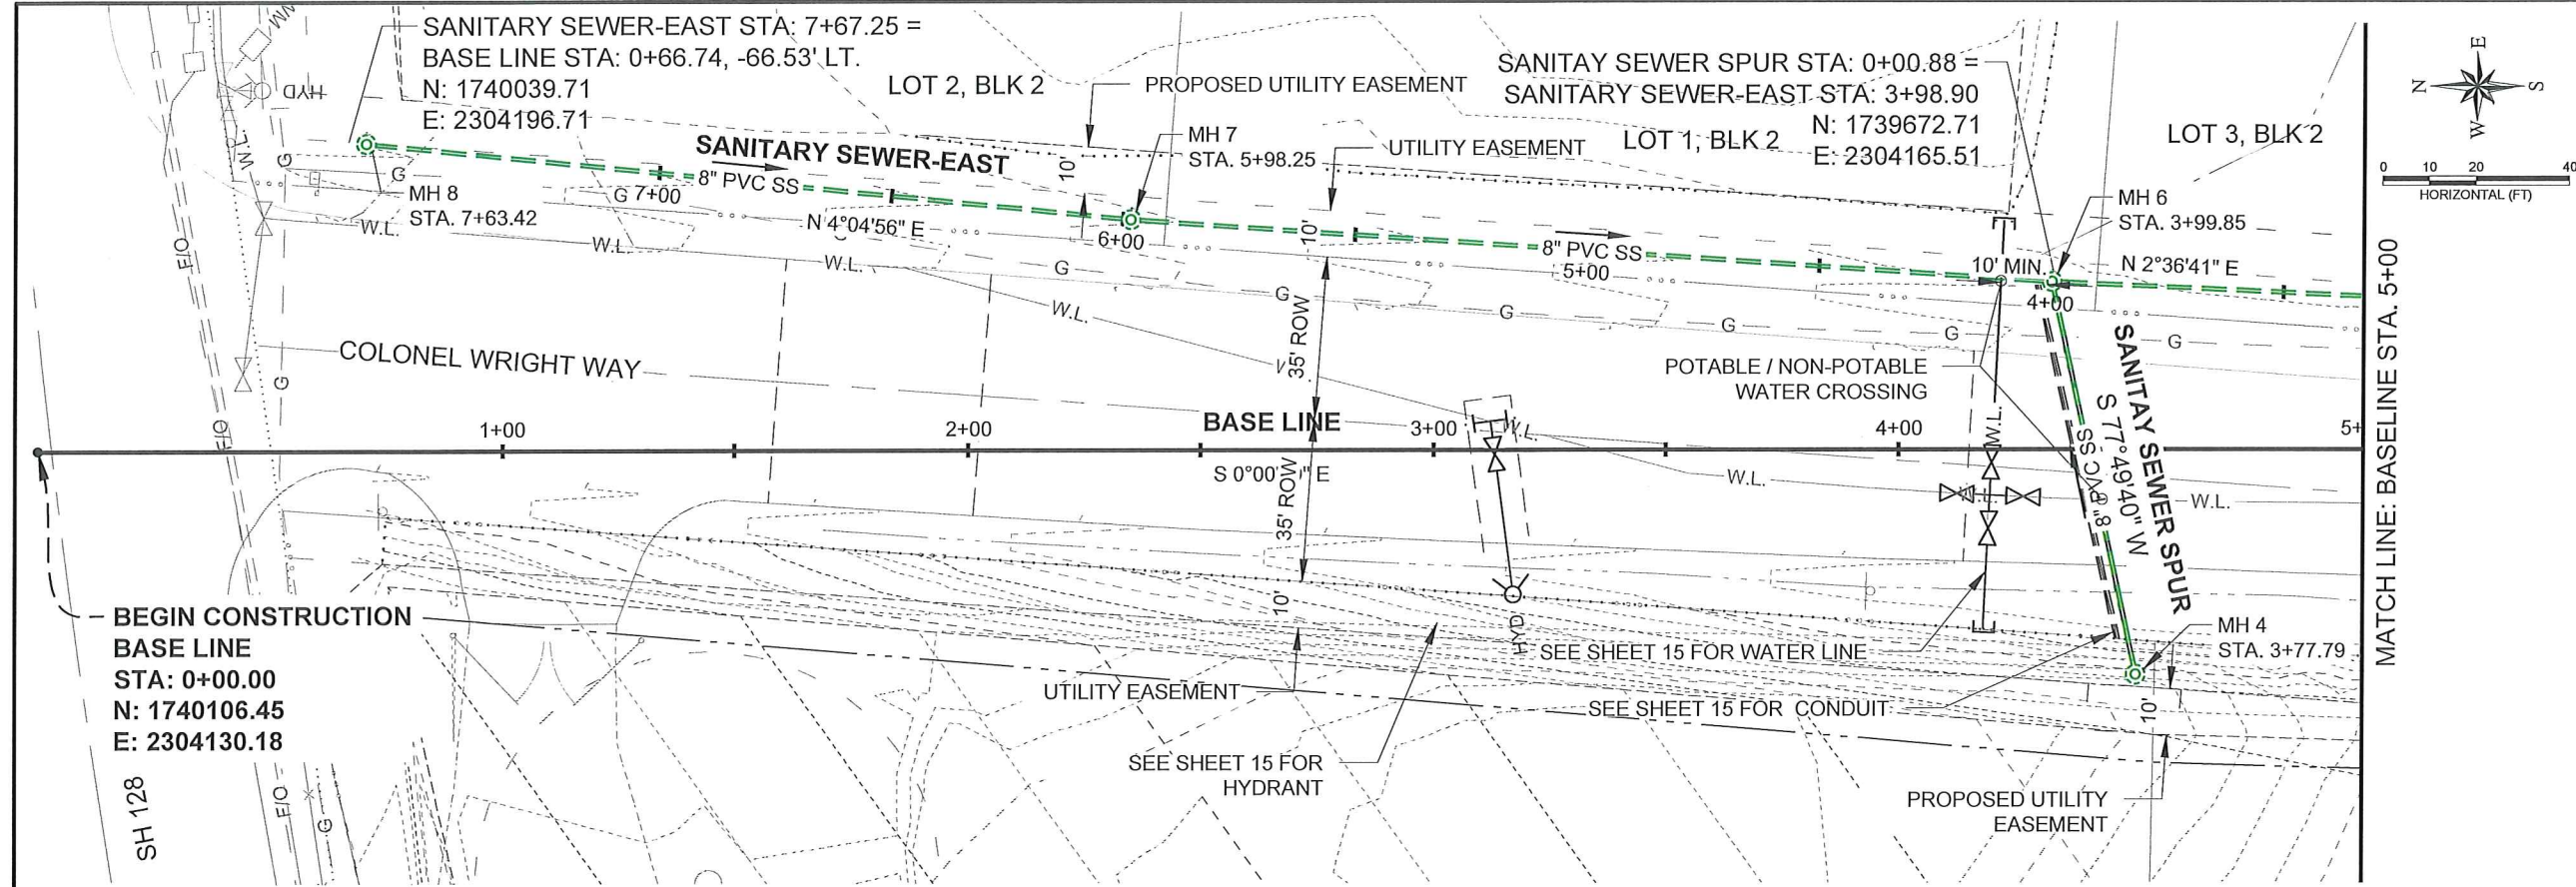 SANITARY SEWER-EAST STA: 7+67.25 =
BASE LINE STA: 0+66.74, -66.53' LT.
N: 1740039.71
E: 2304196.71
LOT 2, BLK 2
PROPOSED UTILITY EASEMENT
SANITAY SEWER SPUR STA: 0+00.88 =
SANITARY SEWER-EAST STA: 3+98.90
N: 1739672.71
E: 2304165.51
LOT 1, BLK 2
LOT 3, BLK 2
E
N
S
W
0 10 20 40
HORIZONTAL (FT)
HYD
W.L.
G
MH 7
STA. 5+98.25
UTILITY EASEMENT
SANITARY SEWER-EAST
8" PVC SS
10'
G
MH 8
STA. 7+63.42
G 7+00
N 4°04'56" E
6+00
10'
8" PVC SS
5+00
10' MIN.
MH 6
STA. 3+99.85
N 2°36'41" E
4+00
W.L.
W.L.
W.L.
G
G
G
G
G
G
W.L.
F/O
G
35' ROW
COLONEL WRIGHT WAY
POTABLE / NON-POTABLE
WATER CROSSING
SANITAY SEWER SPUR
S 77°49'40" W
8" PVC SS
MATCH LINE: BASELINE STA. 5+00
F/O
1+00
2+00
BASE LINE
3+00
W.L.
W.L.
4+00
5+
S 0°00' " E
35' ROW
W.L.
W.L.
W.L.
BEGIN CONSTRUCTION
BASE LINE
STA: 0+00.00
N: 1740106.45
E: 2304130.18
10'
HYD
SEE SHEET 15 FOR WATER LINE
MH 4
STA. 3+77.79
UTILITY EASEMENT
SEE SHEET 15 FOR CONDUIT
10'
SEE SHEET 15 FOR
HYDRANT
PROPOSED UTILITY
EASEMENT
SH 128
F/O
G